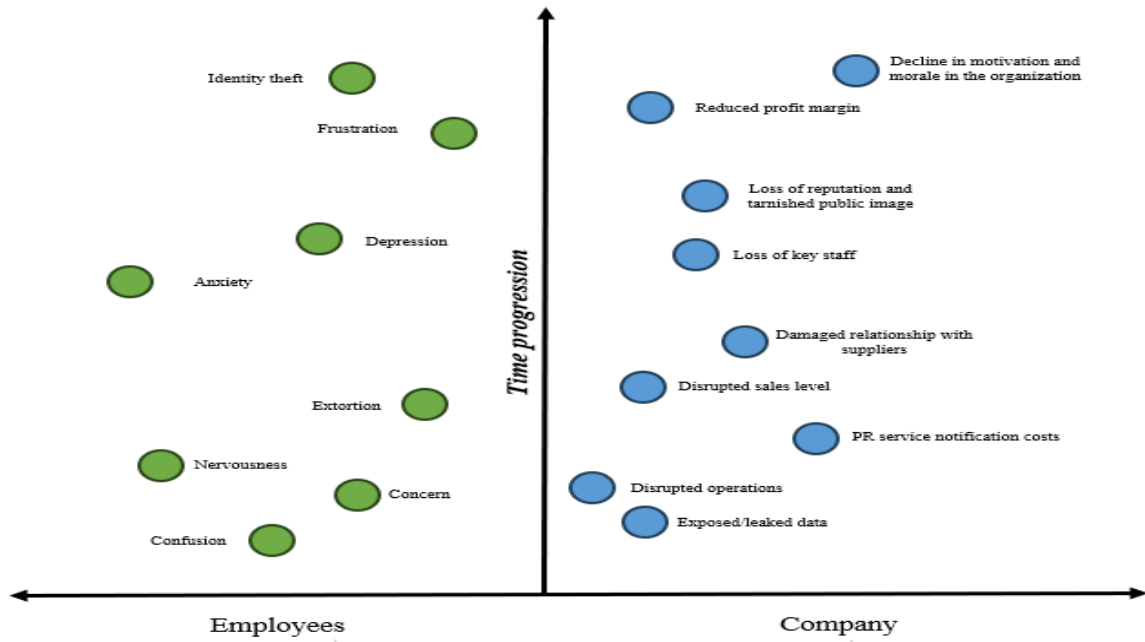 Identity theft
Frustration
Depression
Anxiety
Extortion
Nervousness
Concern
Confusion
Time progression
Decline in motivation and
morale in the organization
Reduced profit margin
Loss of reputation and
tarnished public image
Loss of key staff
Damaged relationship with
suppliers
Disrupted sales level
PR service notification costs
Disrupted operations
Exposed/leaked data
Employees
Company